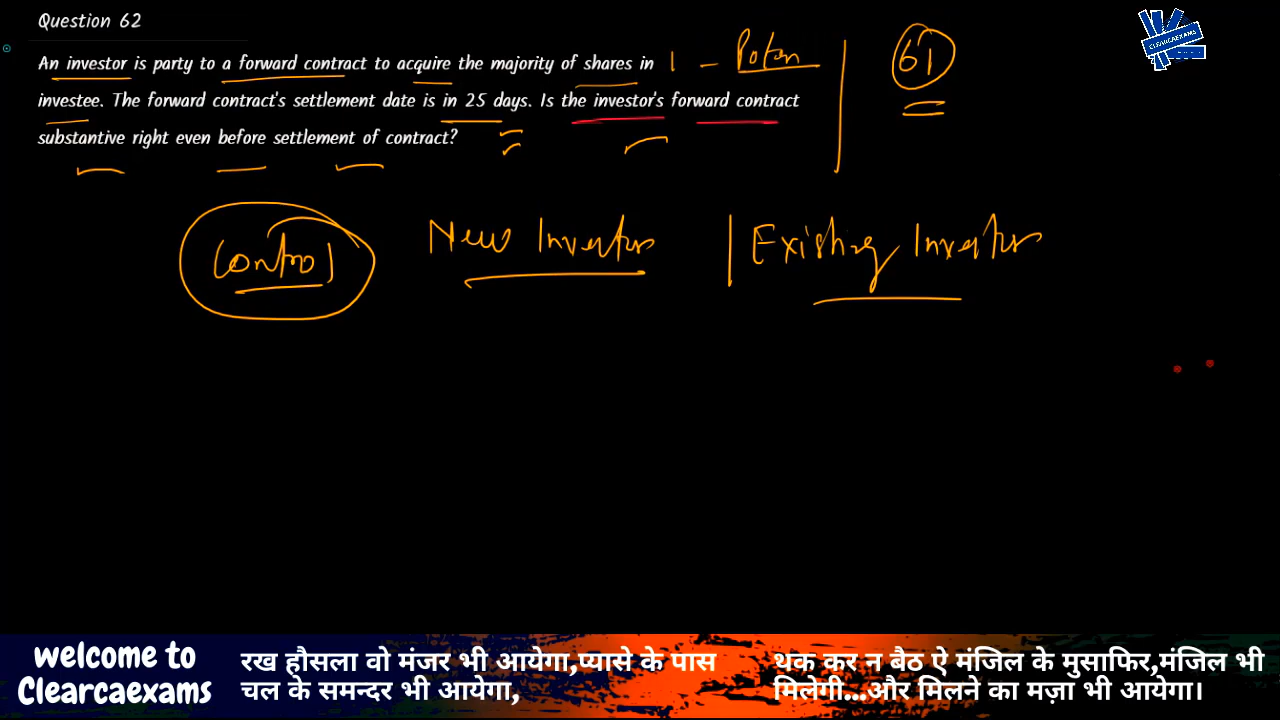 Question 62
An investor is party to a forward contract to acquire the majority of shares in
investee. The forward contract's settlement date is in 25 days. Is the investor's forward contract
substantive right even before settlement of contract?
1 –
61
CLEARCAEXAMS
Control
New Investor
Existing Investor
welcome to
Clearcaexams
रख हौसला वो मंजर भी आयेगा,प्यासे के पास
चल के समन्दर भी आयेगा,
थक कर न बैठ ऐ मंजिल के मुसाफिर,मंजिल भी
मिलेगी...और मिलने का मज़ा भी आयेगा।